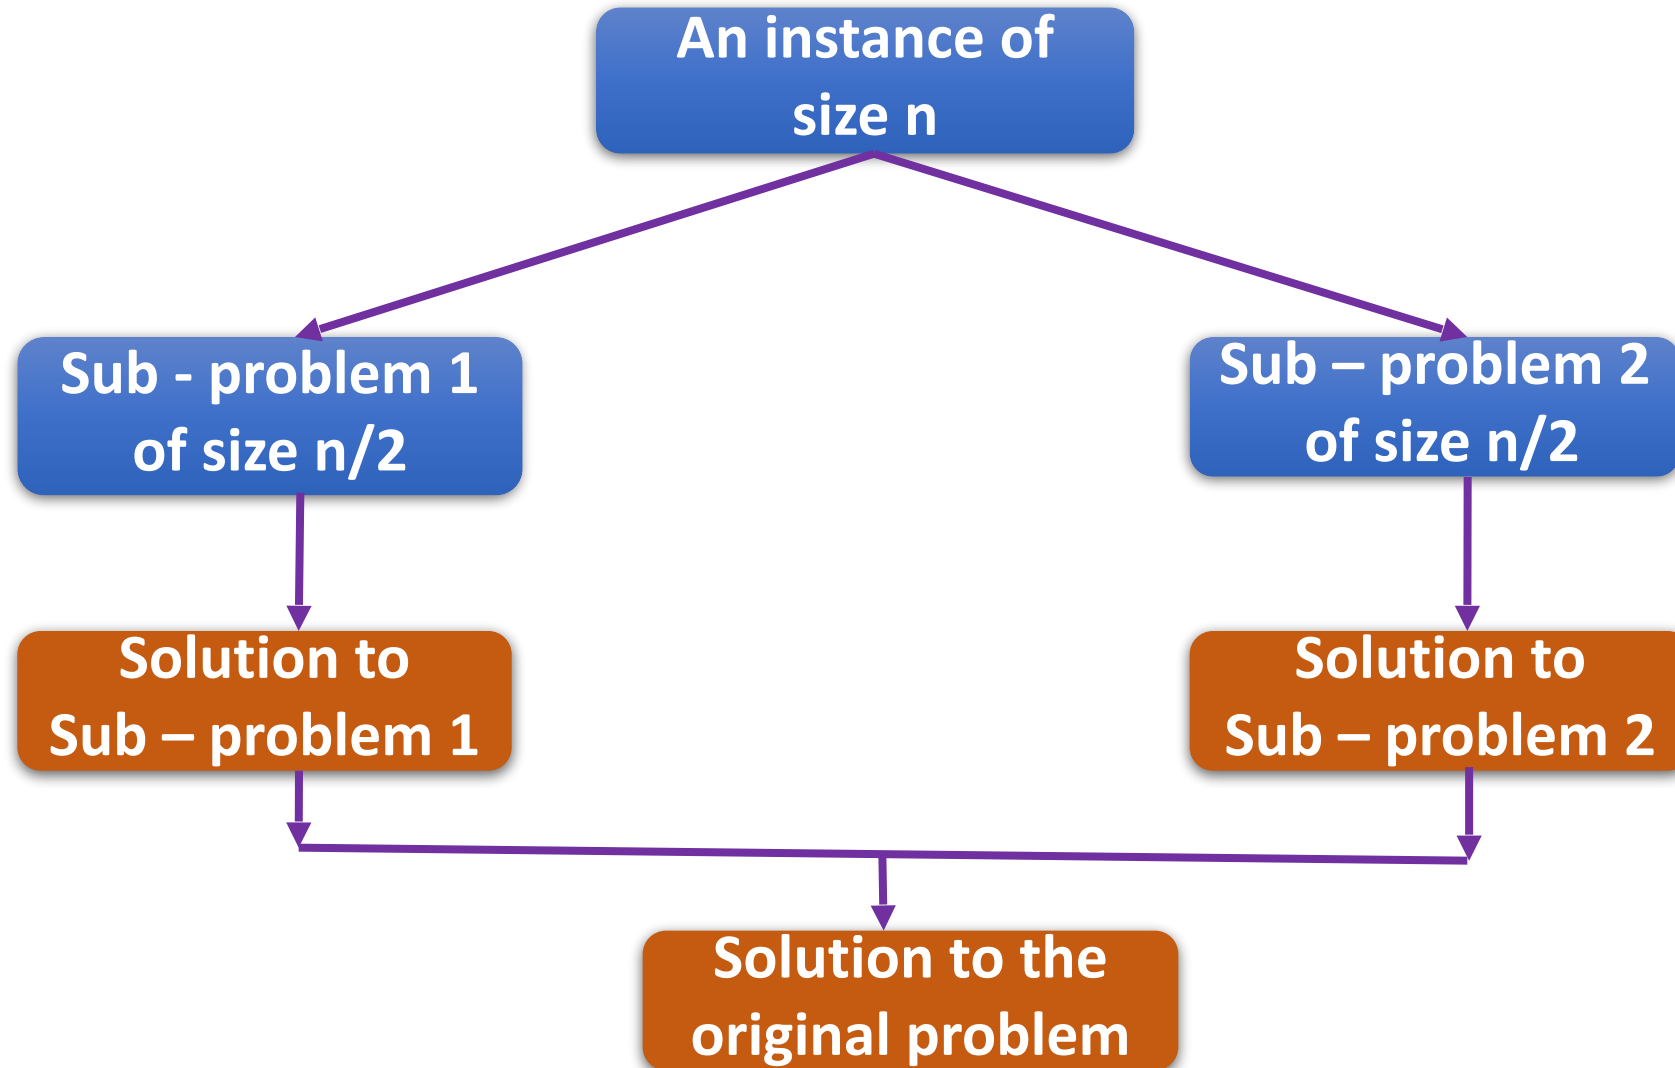 An instance of
size n
Sub - problem 1
of size n/2
Sub – problem 2
of size n/2
Solution to
Sub – problem 1
Solution to
Sub – problem 2
Solution to the
original problem